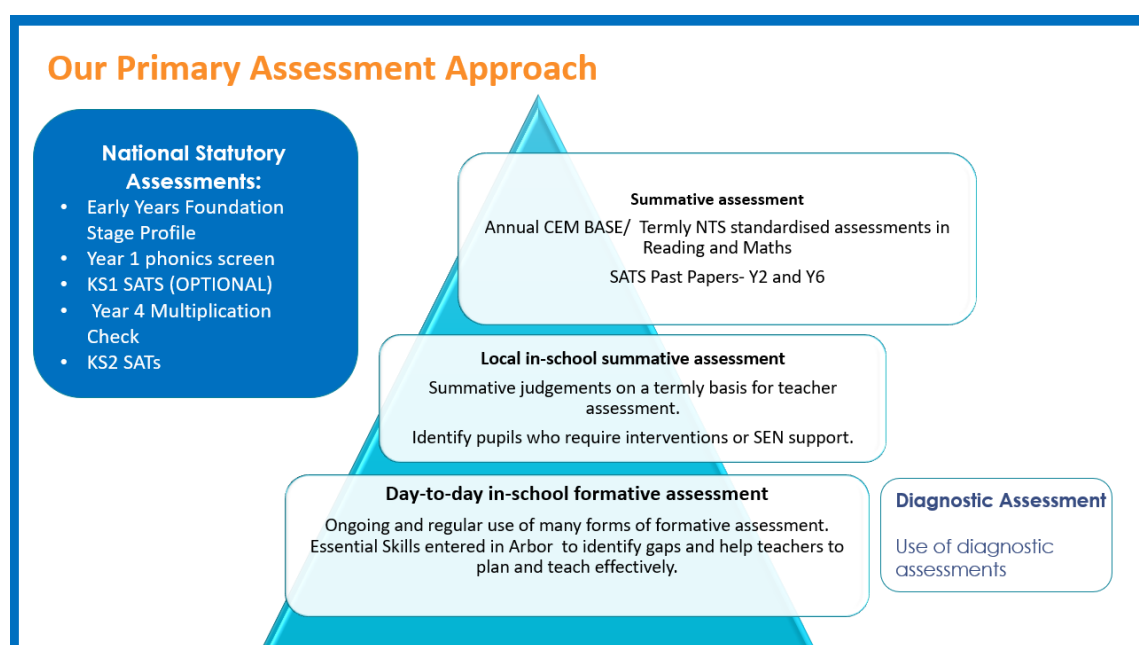 Our Primary Assessment Approach
National Statutory
Assessments:
• Early Years Foundation
Stage Profile
• Year 1 phonics screen
• KS1 SATS (OPTIONAL)
• Year 4 Multiplication
Check
• KS2 SATs
Summative assessment
Annual CEM BASE/ Termly NTS standardised assessments in
Reading and Maths
SATS Past Papers- Y2 and Y6
Local in-school summative assessment
Summative judgements on a termly basis for teacher
assessment.
Identify pupils who require interventions or SEN support.
Day-to-day in-school formative assessment
Ongoing and regular use of many forms of formative assessment.
Essential Skills entered in Arbor to identify gaps and help teachers to
plan and teach effectively.
Diagnostic Assessment
Use of diagnostic
assessments